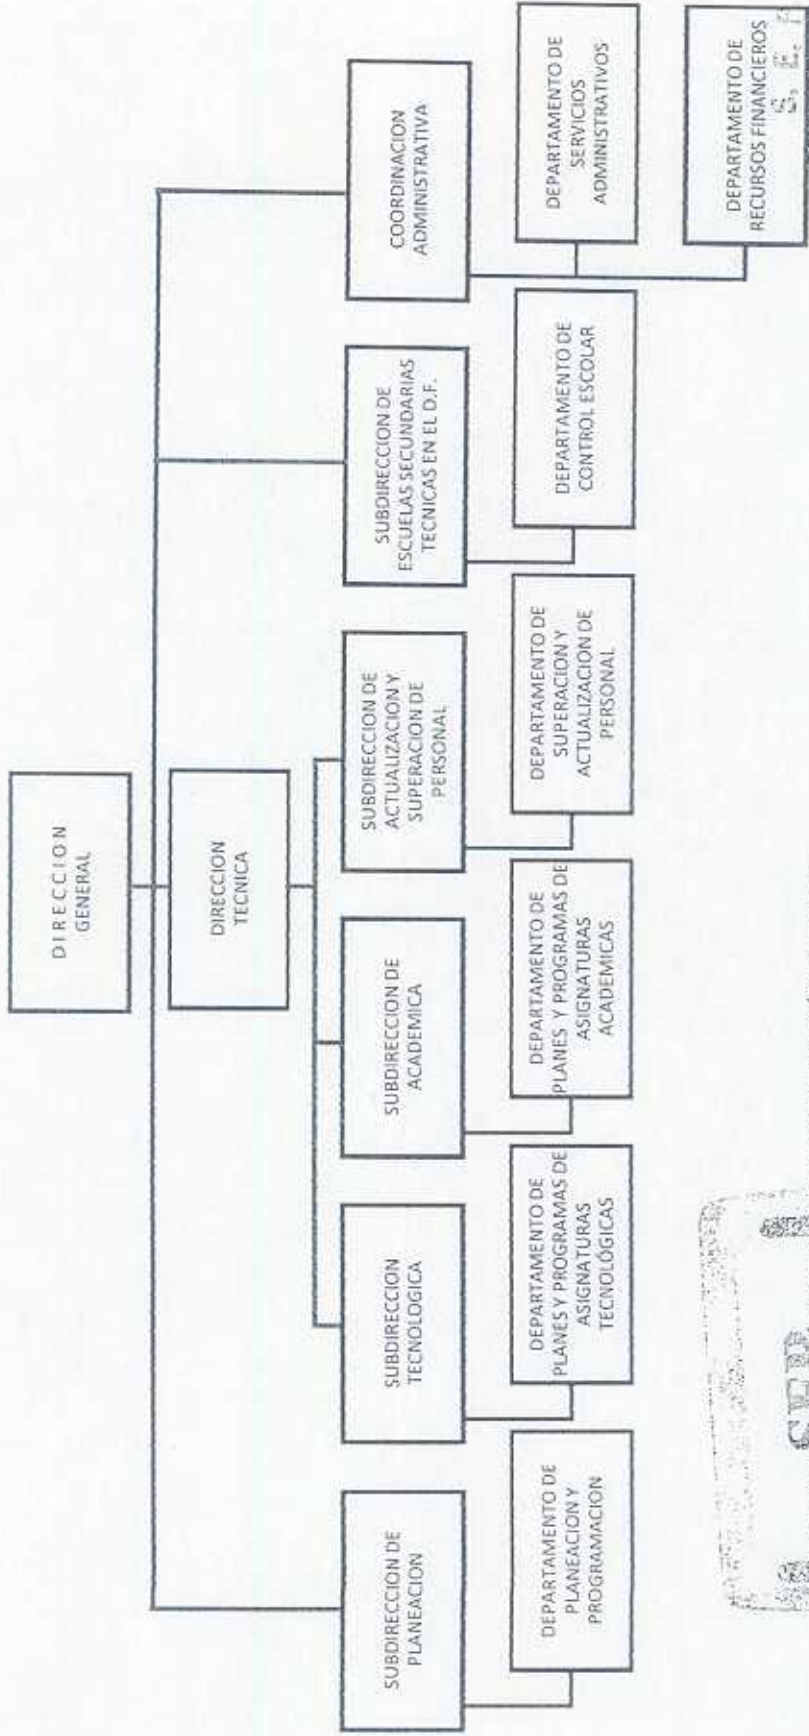 DIRECCION
GENERAL
DIRECCION
TECNICA
SUBDIRECCION DE
PLANEACION
SUBDIRECCION
TECNOLOGICA
SUBDIRECCION DE
ACADEMICA
SUBDIRECCION DE
ACTUALIZACION Y
SUPERACION DE
PERSONAL
SUBDIRECCION DE
ESCUELAS SECUNDARIAS
TECNICAS EN EL D.F.
COORDINACION
ADMINISTRATIVA
DEPARTAMENTO DE
PLANEACION Y
PROGRAMACION
DEPARTAMENTO DE
PLANES Y PROGRAMAS DE
ASIGNATURAS
TECNOLÓGICAS
DEPARTAMENTO DE
PLANES Y PROGRAMAS DE
ASIGNATURAS
ACADEMICAS
DEPARTAMENTO DE
SUPERACION Y
ACTUALIZACION DE
PERSONAL
DEPARTAMENTO DE
CONTROL ESCOLAR
DEPARTAMENTO DE
SERVICIOS
ADMINISTRATIVOS
DEPARTAMENTO DE
RECURSOS FINANCIEROS